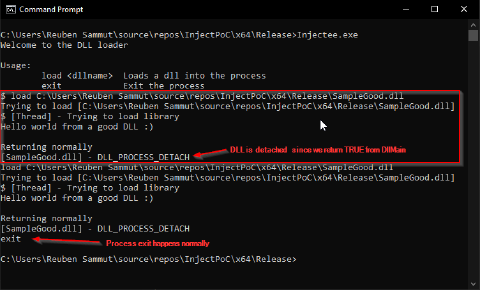 Command Prompt
C:\Users\Reuben Sammut\source\repos\InjectPoC\x64\Release>Injectee.exe
Welcome to the DLL loader
Usage:
load <dllname> Loads a dll into the process
exit Exit the process
$ load C:\Users\Reuben Sammut\source\repos\InjectPoC\x64\Release\SampleGood.dll
Trying to load [C:\Users\Reuben Sammut\source\repos\InjectPoC\x64\Release\SampleGood.dll]
$ [Thread] - Trying to load library
Hello world from a good DLL :)
Returning normally
[SampleGood.dll] - DLL_PROCESS_DETACH
DLL is detached since we return TRUE from DllMain
load C:\Users\Reuben Sammut\source\repos\InjectPoC\x64\Release\SampleGood.dll
Trying to load [C:\Users\Reuben Sammut\source\repos\InjectPoC\x64\Release\SampleGood.dll]
$ [Thread] - Trying to load library
Hello world from a good DLL :)
Returning normally
[SampleGood.dll] - DLL_PROCESS_DETACH
exit
Process exit happens normally
C:\Users\Reuben Sammut\source\repos\InjectPoC\x64\Release>